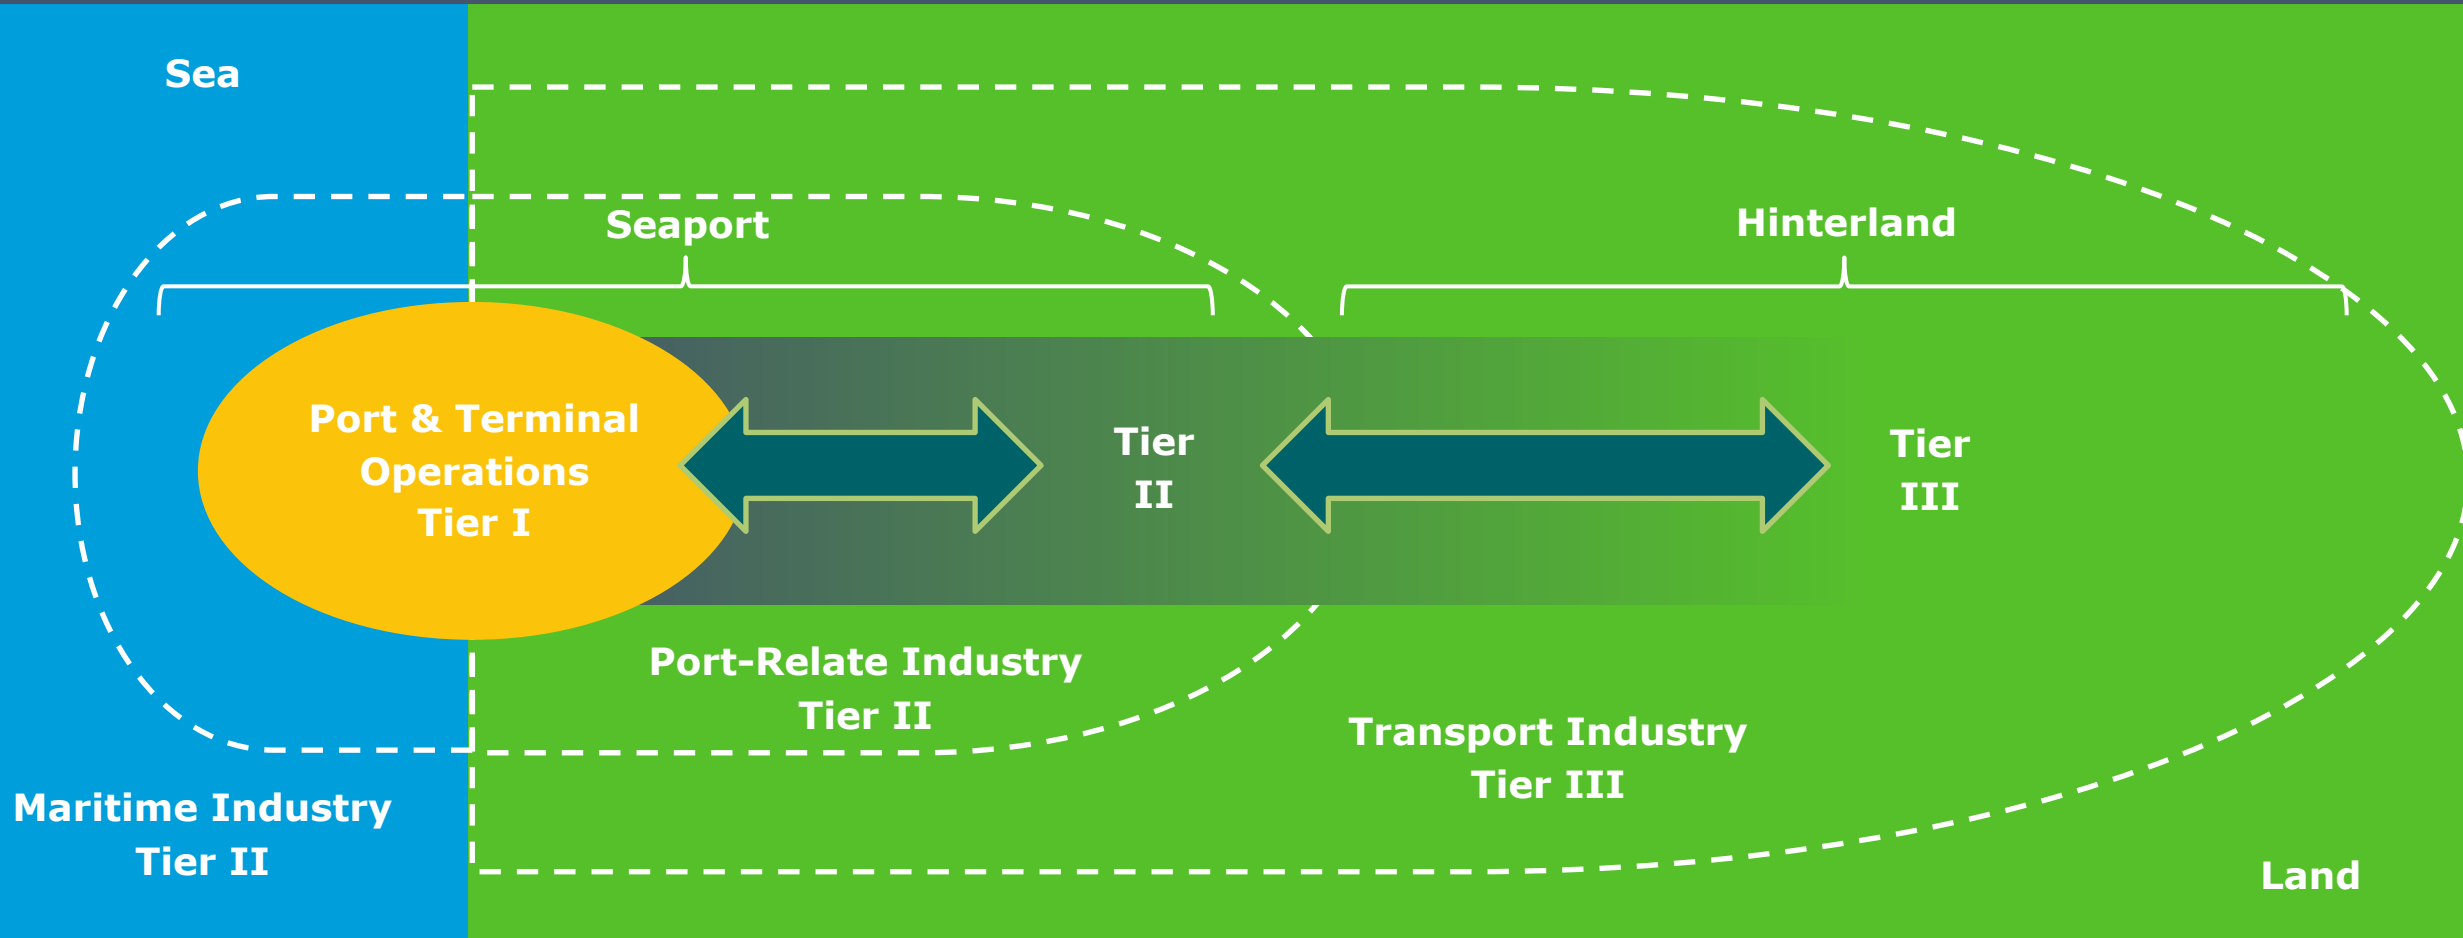 Sea
Seaport
Hinterland
Port & Terminal
Operations
Tier I
Tier
II
Tier
III
Port-Relate Industry
Tier II
Transport Industry
Tier III
Maritime Industry
Tier II
Land